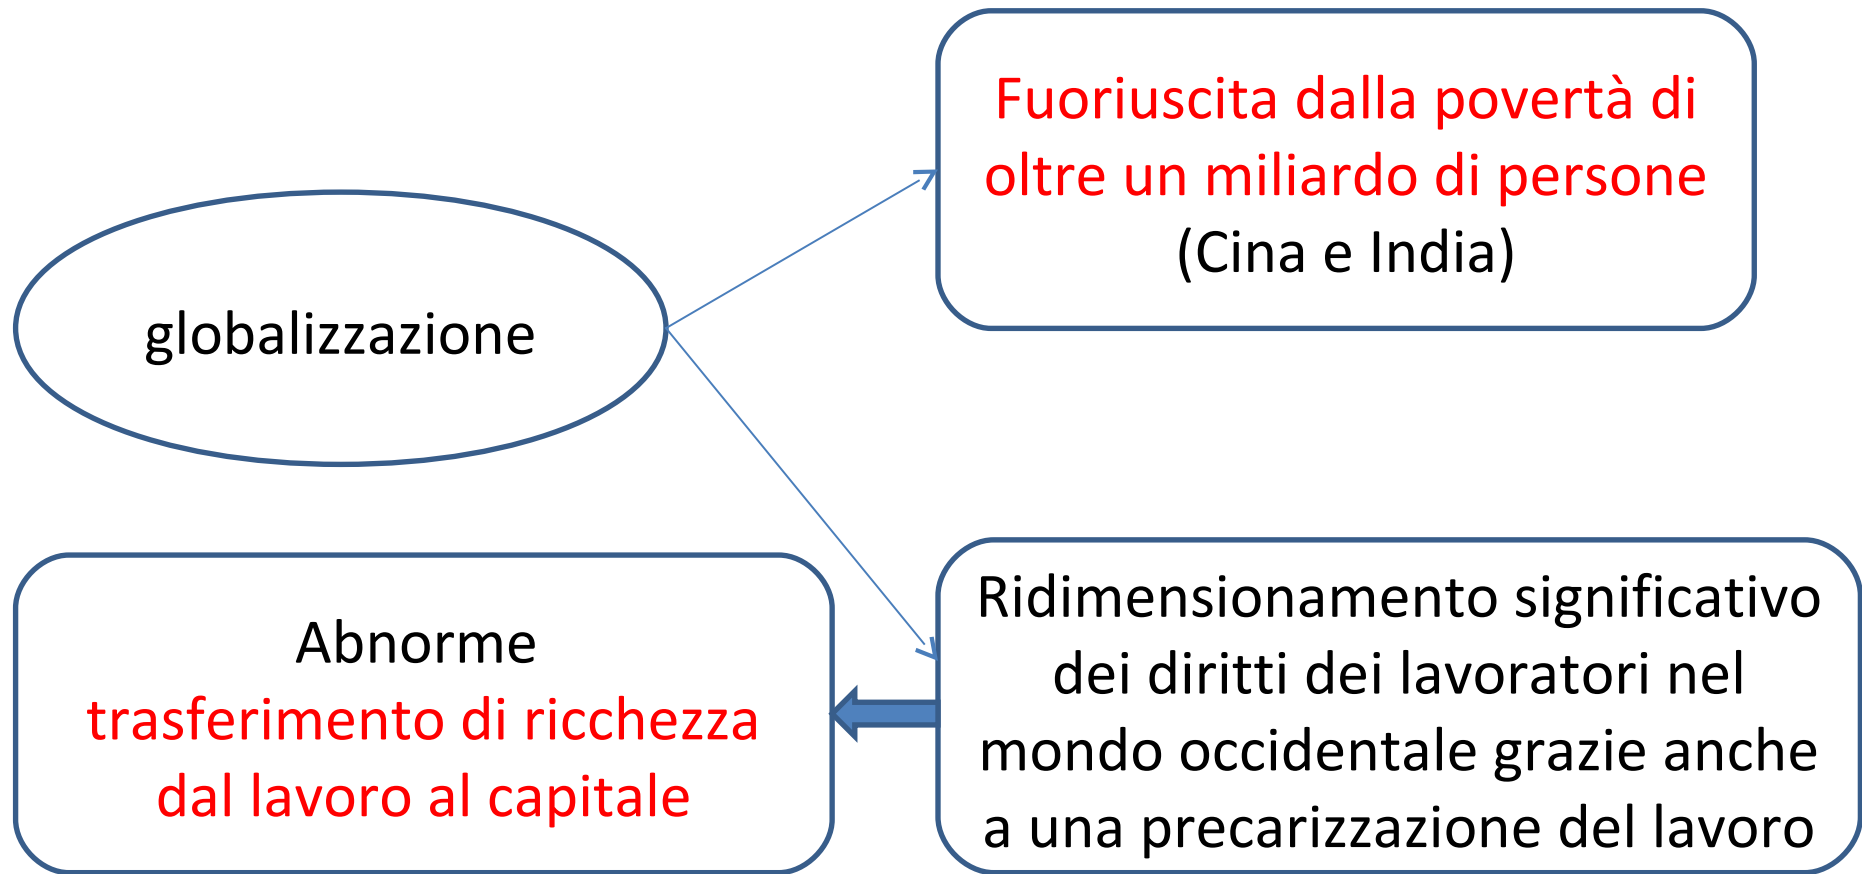 globalizzazione
Fuoriuscita dalla povertà di
oltre un miliardo di persone
(Cina e India)
Ridimensionamento significativo
dei diritti dei lavoratori nel
mondo occidentale grazie anche
a una precarizzazione del lavoro
Abnorme
trasferimento di ricchezza
dal lavoro al capitale